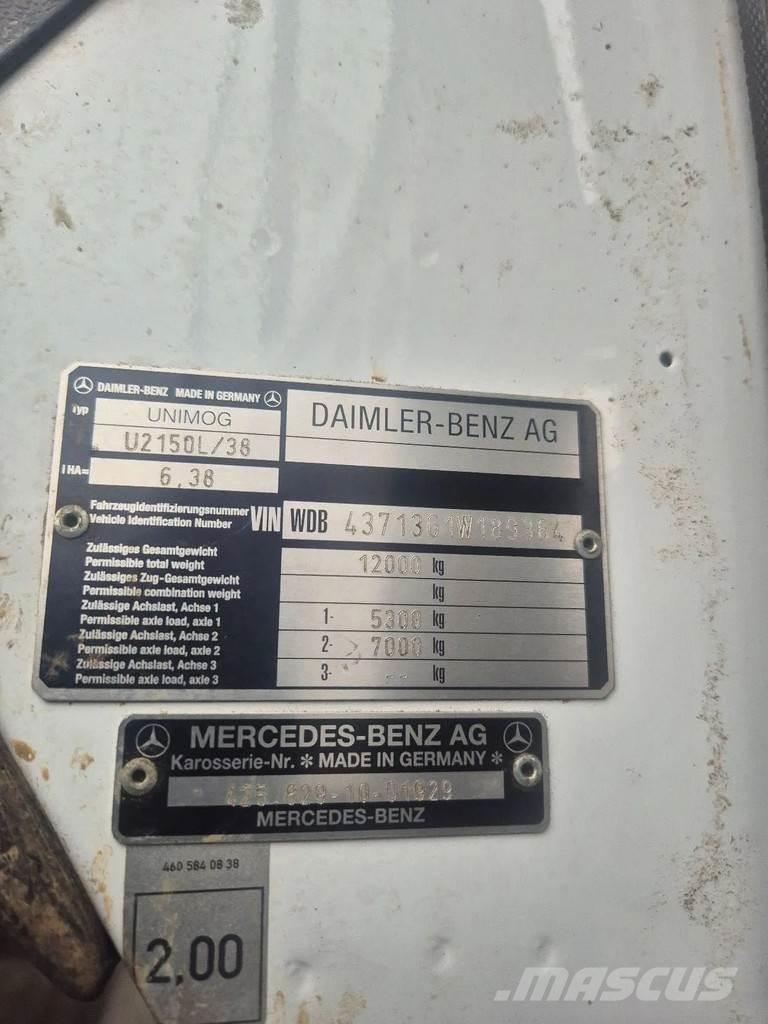 DAIMLER-BENZ MADE IN GERMANY
Typ UNIMOG
U2150L/38
DAIMLER-BENZ AG
I HA= 6,38
Fahrzeugidentifizierungsnummer
Vehicle Identification Number
VIN WDB
Zulässiges Gesamtgewicht
Permissible total weight
12000 kg
Zulässiges Zug-Gesamtgewicht
Permissible combination weight
kg
Zulässige Achslast, Achse 1
Permissible axle load, axle 1
1- 5300 kg
Zulässige Achslast, Achse 2
Permissible axle load, axle 2
2- 7000 kg
Zulässige Achslast, Achse 3
Permissible axle load, axle 3
3- -- kg
MERCEDES-BENZ AG
Karosserie-Nr. * MADE IN GERMANY *
MERCEDES-BENZ
460 584 08 38
2,00
MASCUS